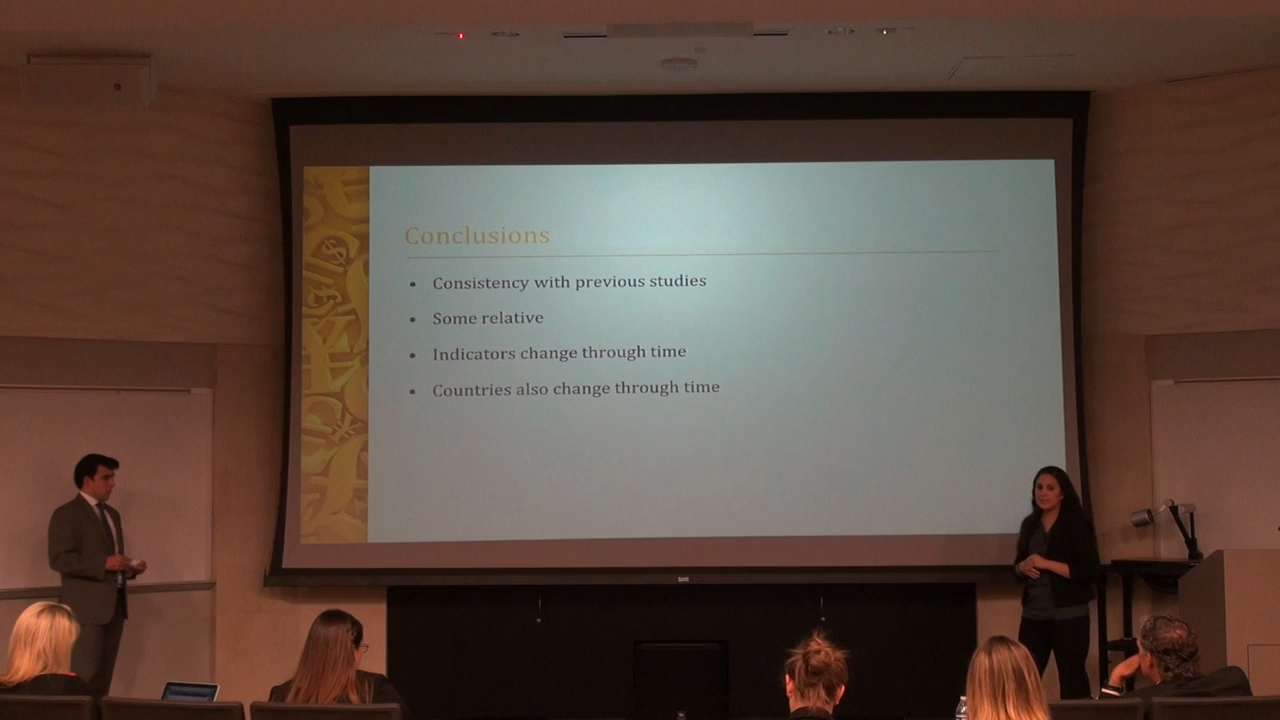 Conclusions
• Consistency with previous studies
• Some relative
• Indicators change through time
• Countries also change through time